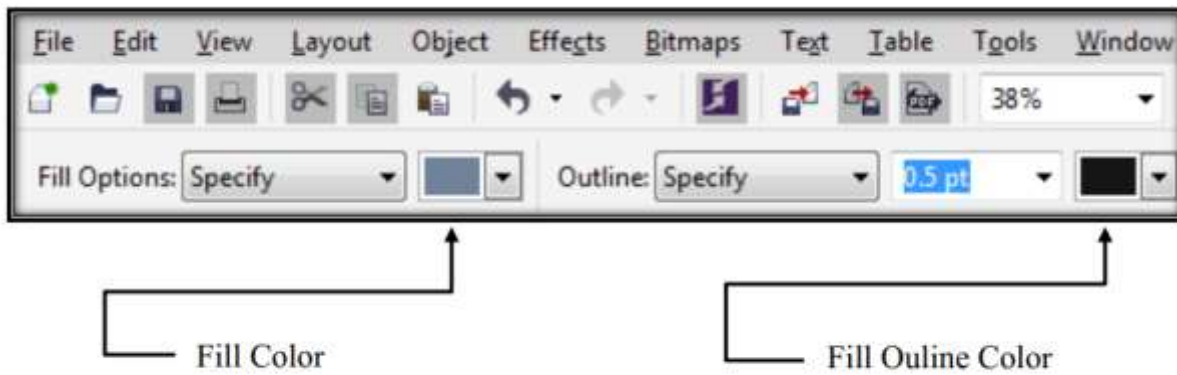 File Edit View Layout Object Effects Bitmaps Text Table Tools Window
PDF 38%
Fill Options: Specify Outline: Specify 0.5 pt
Fill Color Fill Ouline Color